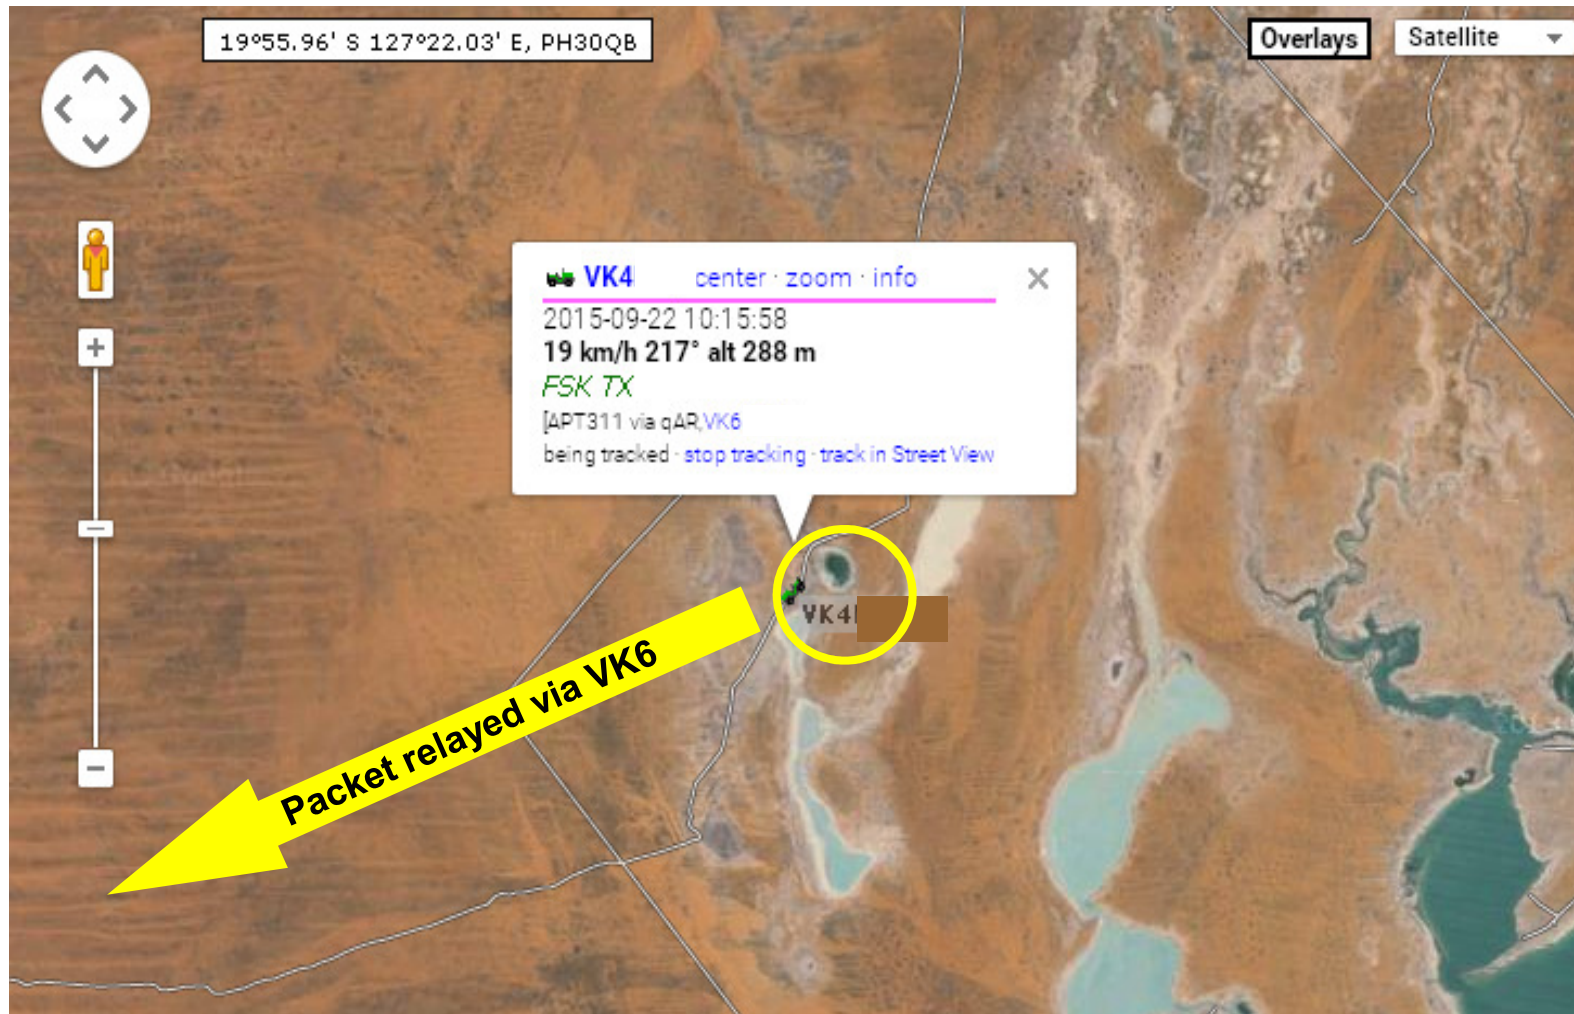 19°55.96' S 127°22.03' E, PH30QB
Overlays
Satellite
VK4 center · zoom · info
2015-09-22 10:15:58
19 km/h 217° alt 288 m
FSK TX
[APT311 via qAR,VK6
being tracked · stop tracking · track in Street View
VK4
Packet relayed via VK6